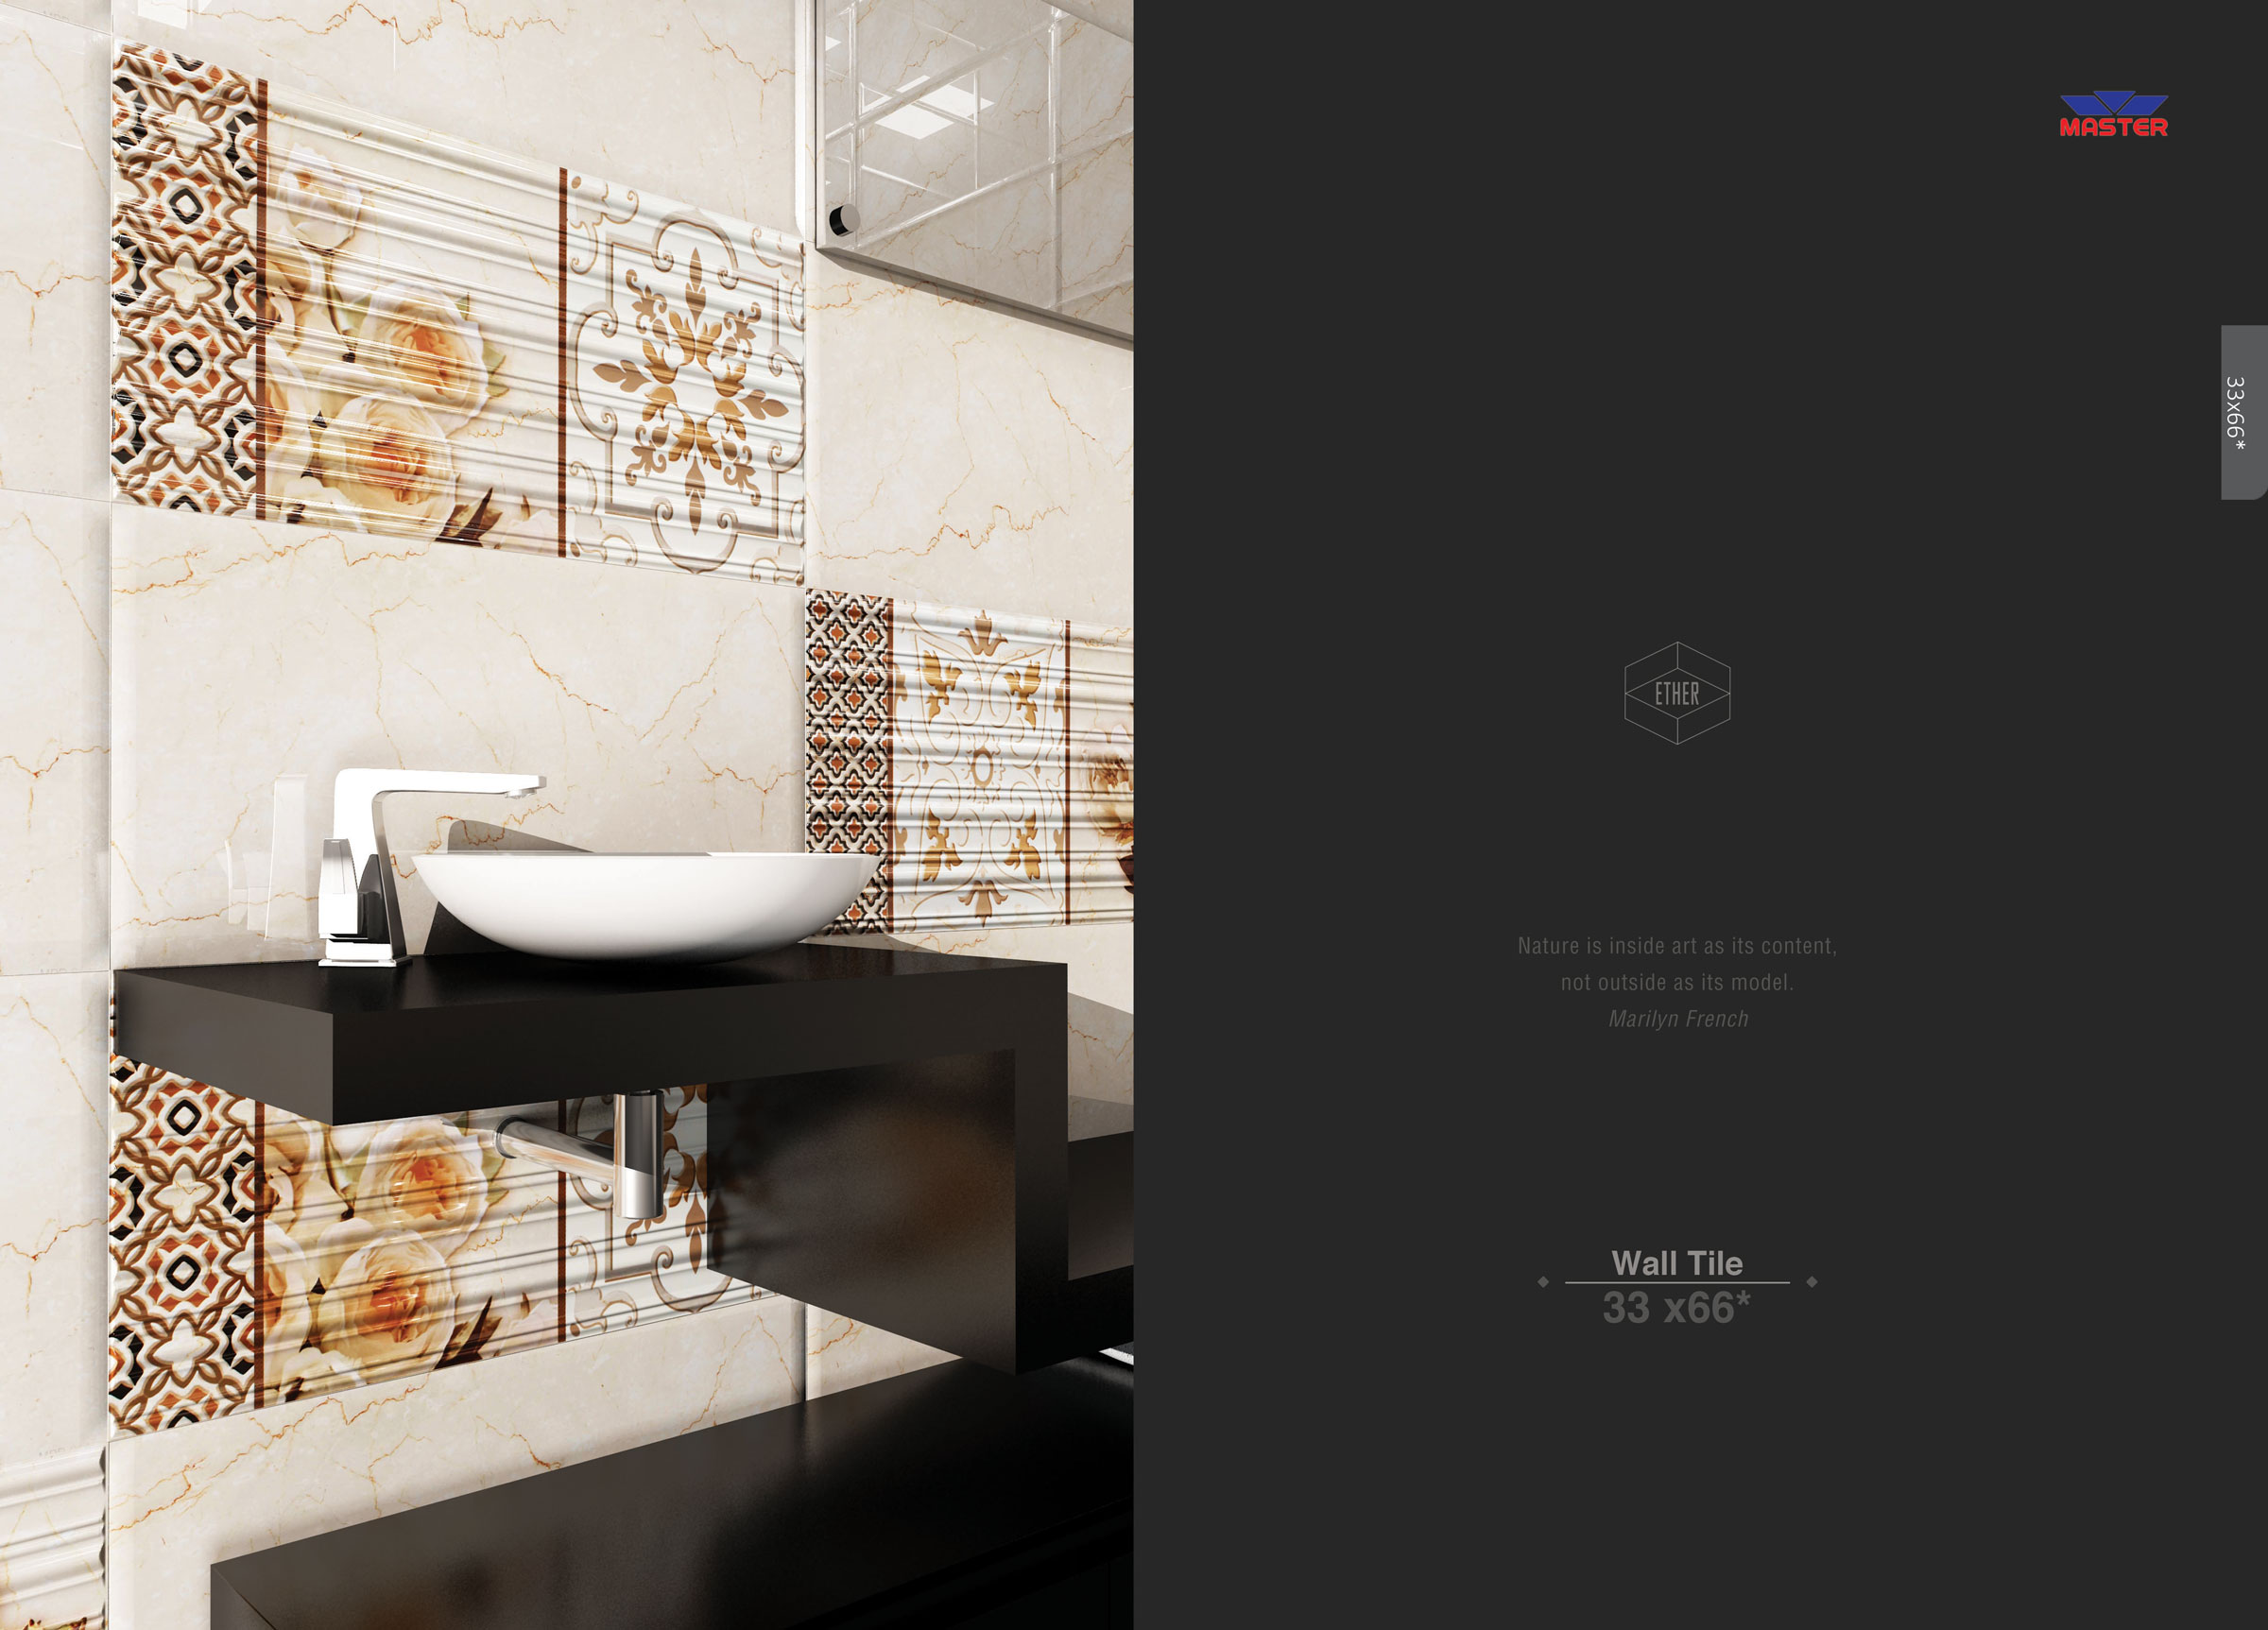 MASTER
33x66*
ETHER
Nature is inside art as its content,
not outside as its model.
Marilyn French
Wall Tile
33 x66*